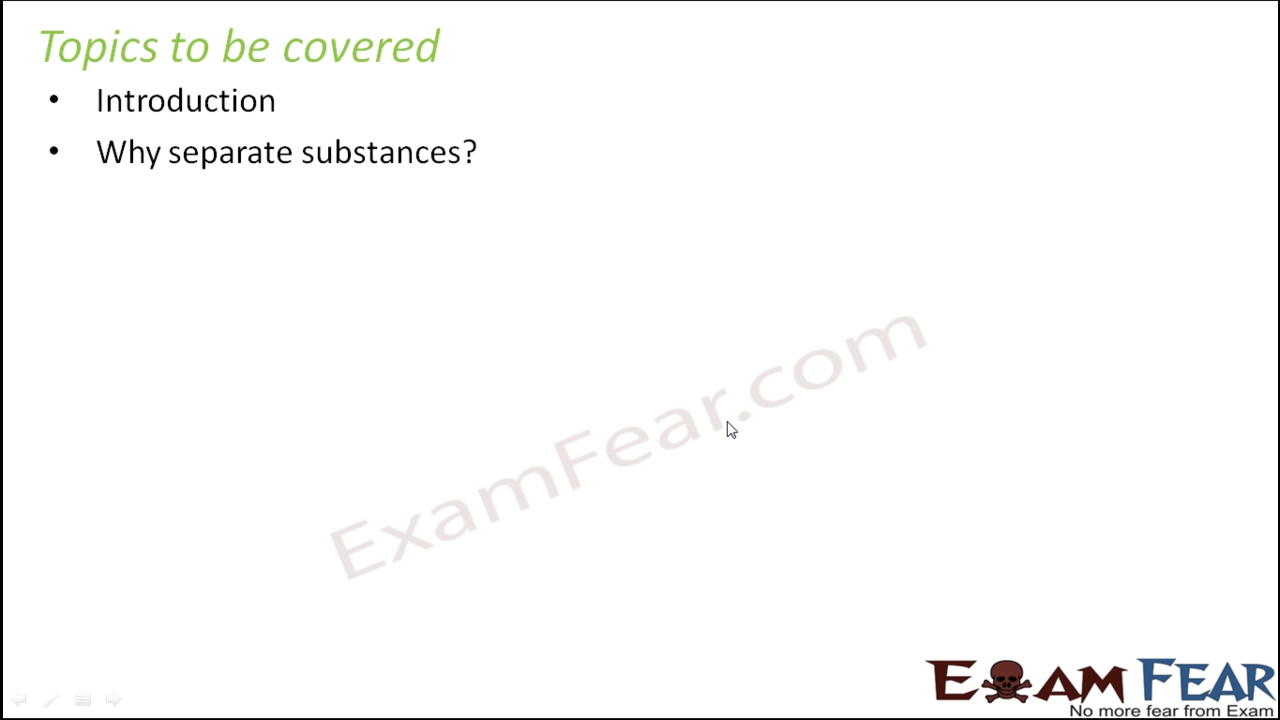 Topics to be covered
• Introduction
• Why separate substances?
ExamFear.com
EXAM FEAR
No more fear from Exam